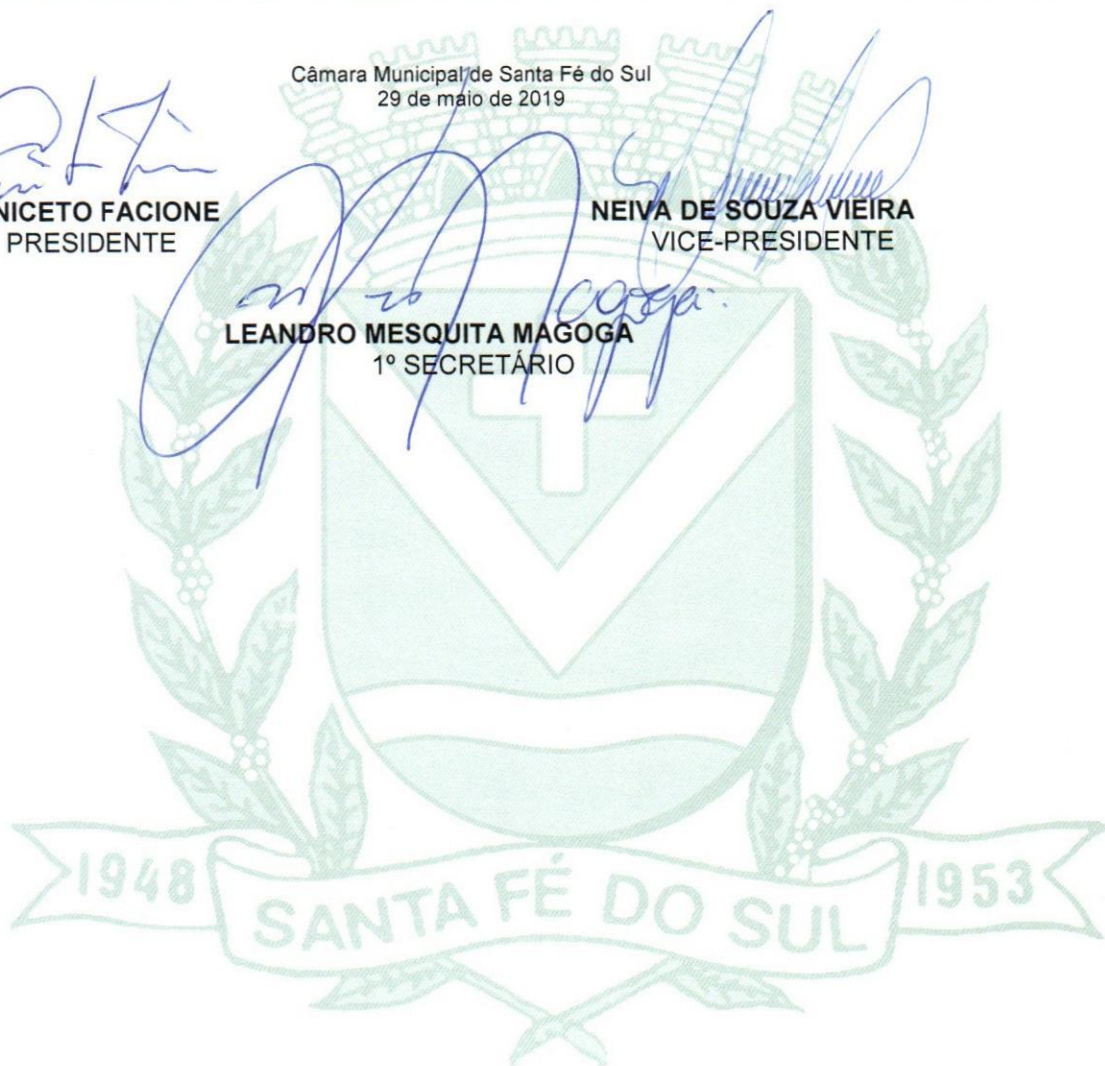 Câmara Municipal de Santa Fé do Sul
29 de maio de 2019
NICETO FACIONE
PRESIDENTE
NEIVA DE SOUZA VIEIRA
VICE-PRESIDENTE
LEANDRO MESQUITA MAGOGA
1º SECRETÁRIO
1948
SANTA FÉ DO SUL
1953